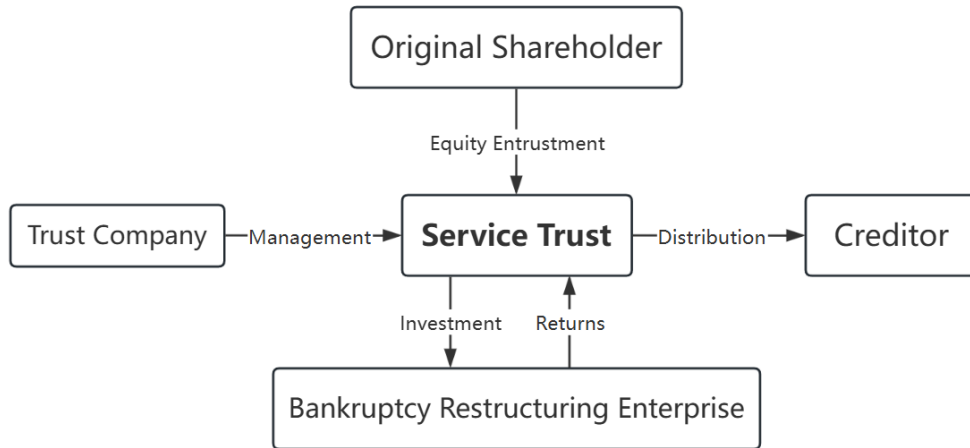 Original Shareholder
Equity Entrustment
Trust Company
Management
Service Trust
Distribution
Creditor
Investment
Returns
Bankruptcy Restructuring Enterprise